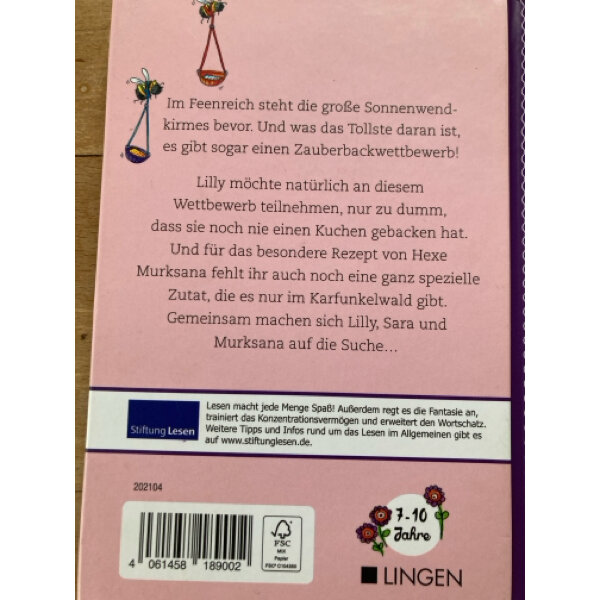 Im Feenreich steht die große Sonnenwend-
kirmes bevor. Und was das Tollste daran ist,
es gibt sogar einen Zauberbackwettbewerb!
Lilly möchte natürlich an diesem
Wettbewerb teilnehmen, nur zu dumm,
dass sie noch nie einen Kuchen gebacken hat.
Und für das besondere Rezept von Hexe
Murksana fehlt ihr auch noch eine ganz spezielle
Zutat, die es nur im Karfunkelwald gibt.
Gemeinsam machen sich Lilly, Sara und
Murksana auf die Suche...
Stiftung Lesen
Lesen macht jede Menge Spaß! Außerdem regt es die Fantasie an,
trainiert das Konzentrationsvermögen und erweitert den Wortschatz.
Weitere Tipps und Infos rund um das Lesen im Allgemeinen gibt es
auf www.stiftunglesen.de.
202104
4 061458 189002
FSC
MIX
Papier
7-10
Jahre
LINGEN